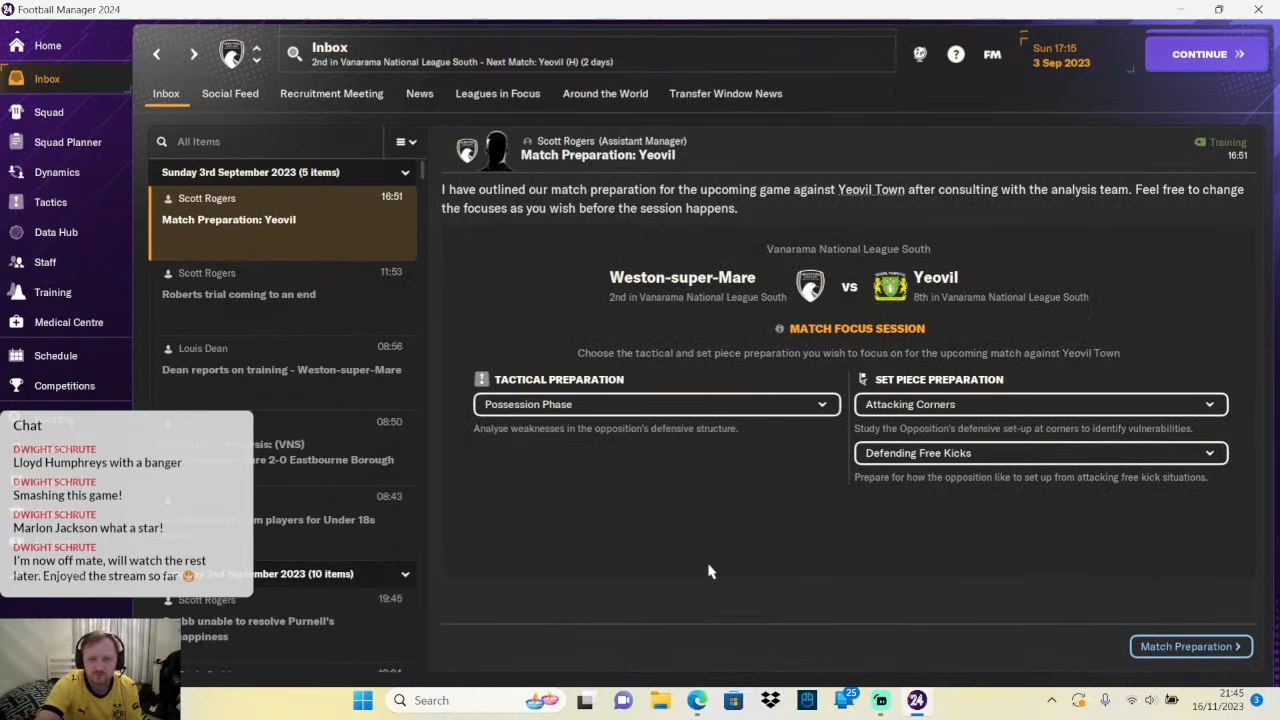 Football Manager 2024
Home
Inbox
Squad
Squad Planner
Dynamics
Tactics
Data Hub
Staff
Training
Medical Centre
Schedule
Competitions
Inbox
2nd in Vanarama National League South - Next Match: Yeovil (H) (2 days)
FM
Sun 17:15
3 Sep 2023
CONTINUE
Inbox
Social Feed
Recruitment Meeting
News
Leagues in Focus
Around the World
Transfer Window News
All Items
Sunday 3rd September 2023 (5 items)
Scott Rogers
16:51
Match Preparation: Yeovil
Scott Rogers
11:53
Roberts trial coming to an end
Louis Dean
08:56
Dean reports on training - Weston-super-Mare
08:50
(VNS)
2-0 Eastbourne Borough
08:43
players for Under 18s
2nd September 2023 (10 items)
Scott Rogers
19:45
unable to resolve Purnell's
Scott Rogers (Assistant Manager)
Match Preparation: Yeovil
Training
16:51
I have outlined our match preparation for the upcoming game against Yeovil Town after consulting with the analysis team. Feel free to change
the focuses as you wish before the session happens.
Vanarama National League South
Weston-super-Mare
2nd in Vanarama National League South
vs
Yeovil
8th in Vanarama National League South
MATCH FOCUS SESSION
Choose the tactical and set piece preparation you wish to focus on for the upcoming match against Yeovil Town
TACTICAL PREPARATION
Possession Phase
Analyse weaknesses in the opposition's defensive structure.
SET PIECE PREPARATION
Attacking Corners
Study the Opposition's defensive set-up at corners to identify vulnerabilities.
Defending Free Kicks
Prepare for how the opposition like to set up from attacking free kick situations.
Match Preparation
Chat
DWIGHT SCHRUTE
Lloyd Humphreys with a banger
DWIGHT SCHRUTE
Smashing this game!
DWIGHT SCHRUTE
Marlon Jackson what a star!
DWIGHT SCHRUTE
I'm now off mate, will watch the rest
later. Enjoyed the stream so far
Search
25
24
21:45
16/11/2023
3